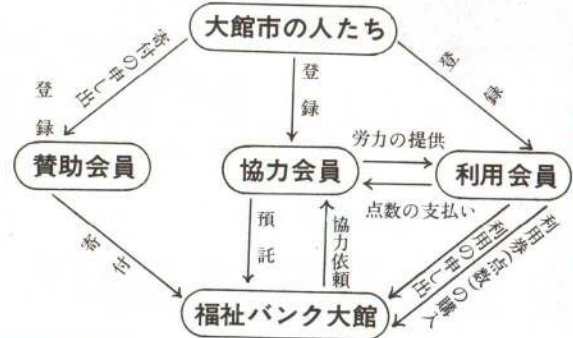 大館市の人たち
寄付の申し出
登録
登録
登録
賛助会員
協力会員
利用会員
労力の提供
点数の支払い
寄付
預託
協力依頼
利用の申し出
利用券(点数)の購入
福祉バンク大館